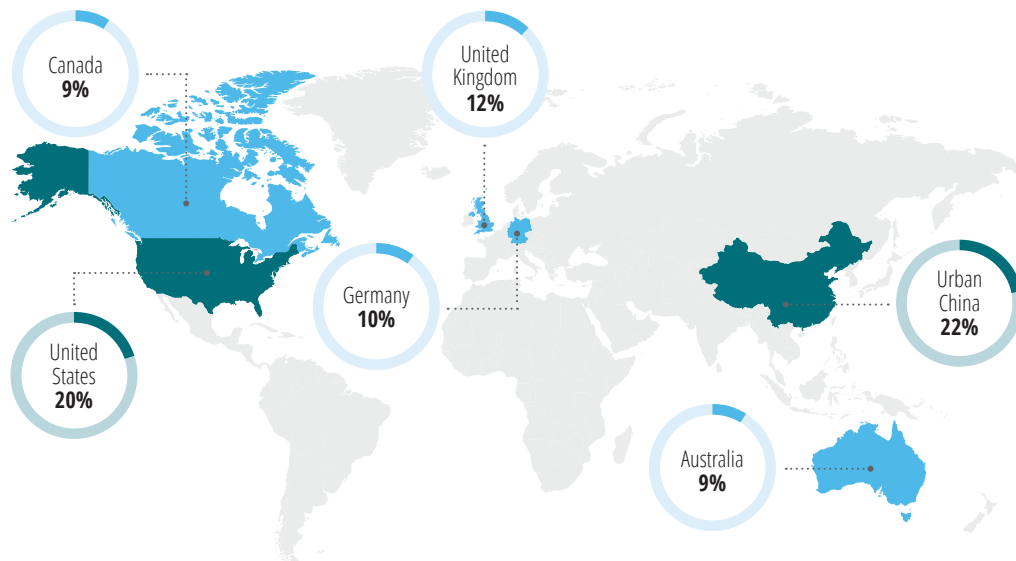 Canada
9%
United
Kingdom
12%
Germany
10%
Urban
China
22%
United
States
20%
Australia
9%